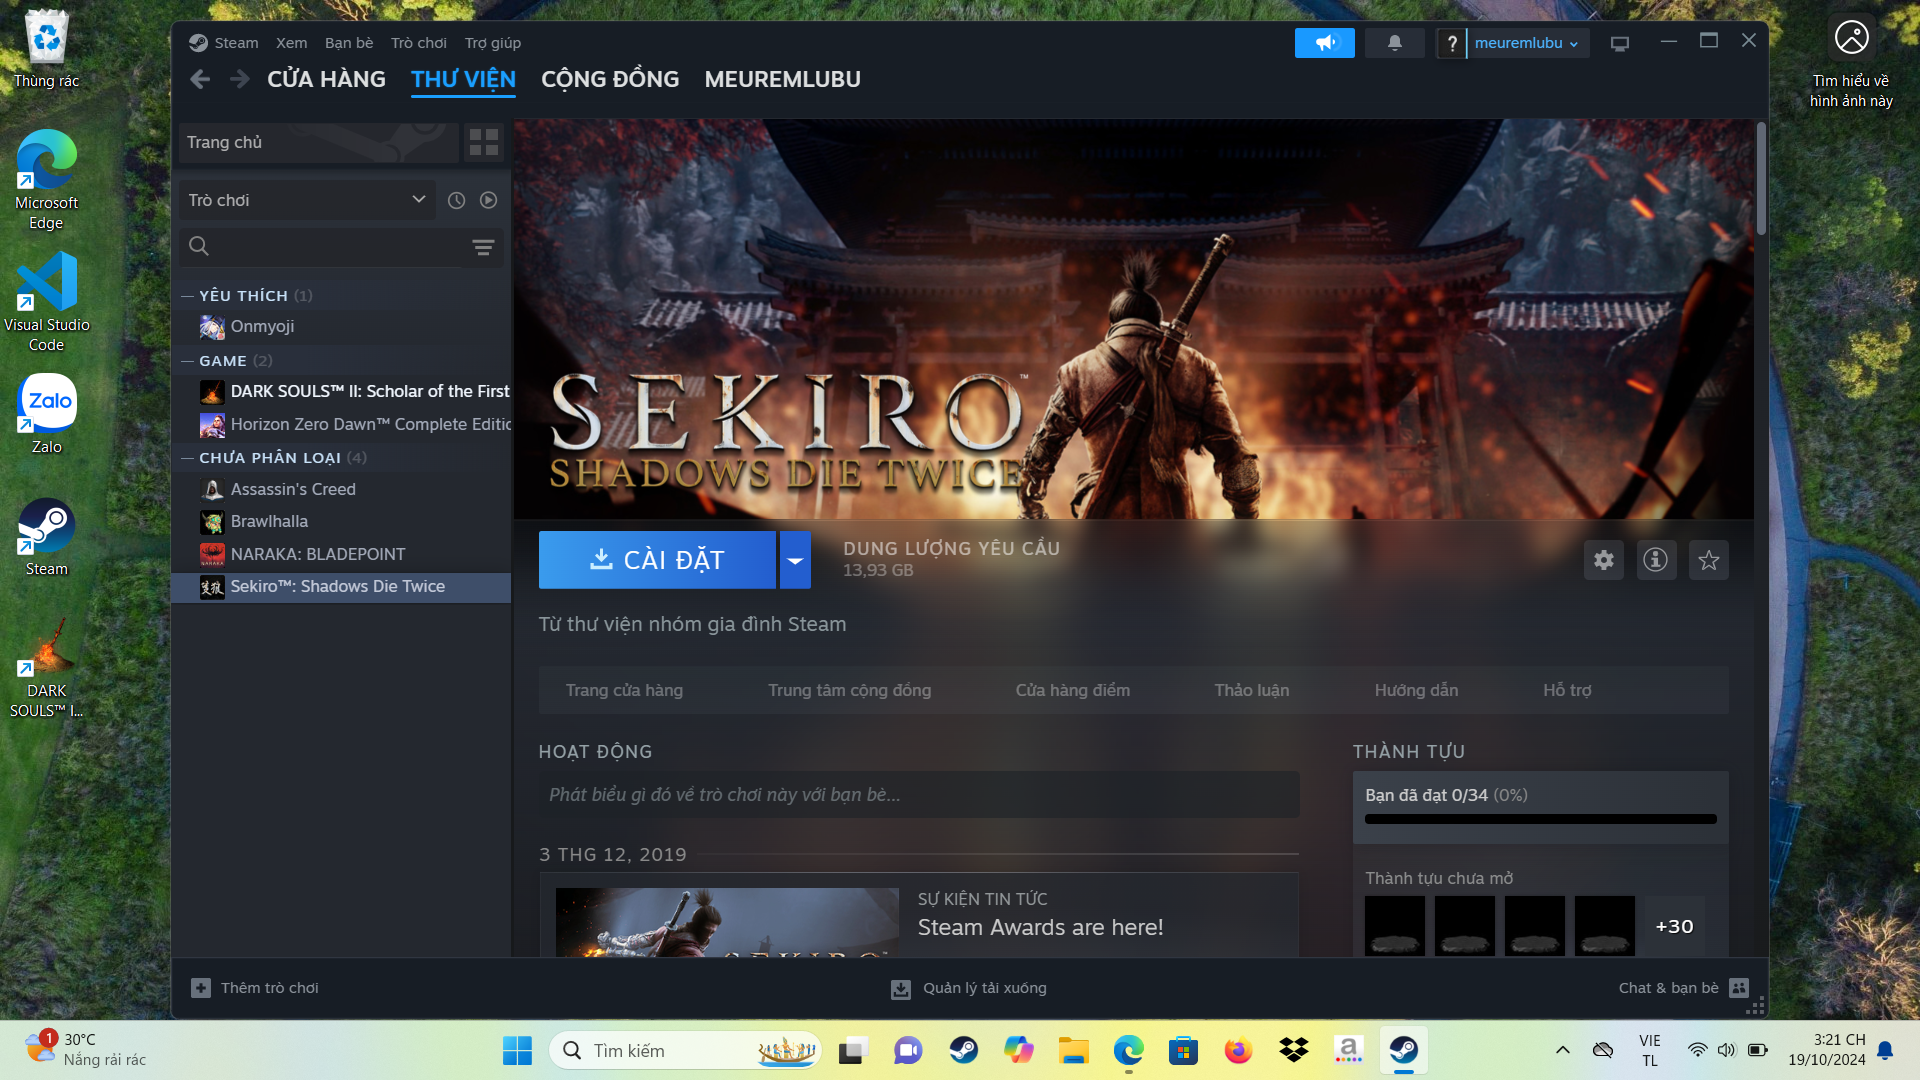 Thùng rác
Microsoft
Edge
Visual Studio
Code
Zalo
Zalo
Steam
DARK
SOULS™ I...
Tìm hiểu về
hình ảnh này
Steam Xem Bạn bè Trò chơi Trợ giúp
? meuremlubu
CỬA HÀNG THƯ VIỆN CỘNG ĐỒNG MEUREMLUBU
Trang chủ
Trò chơi
— YÊU THÍCH (1)
Onmyoji
— GAME (2)
DARK SOULS™ II: Scholar of the First
Horizon Zero Dawn™ Complete Editio
— CHƯA PHÂN LOẠI (4)
Assassin's Creed
Brawlhalla
NARAKA: BLADEPOINT
Sekiro™: Shadows Die Twice
SEKIRO™
SHADOWS DIE TWICE
CÀI ĐẶT
DUNG LƯỢNG YÊU CẦU
13,93 GB
Từ thư viện nhóm gia đình Steam
Trang cửa hàng Trung tâm cộng đồng Cửa hàng điểm Thảo luận Hướng dẫn Hỗ trợ
HOẠT ĐỘNG
Phát biểu gì đó về trò chơi này với bạn bè...
3 THG 12, 2019
SỰ KIỆN TIN TỨC
Steam Awards are here!
SEKIRO™
THÀNH TỰU
Bạn đã đạt 0/34 (0%)
Thành tựu chưa mở
+30
Thêm trò chơi
Quản lý tải xuống
Chat & bạn bè
1
30°C
Nắng rải rác
Tìm kiếm
a
VIE
TL
3:21 CH
19/10/2024